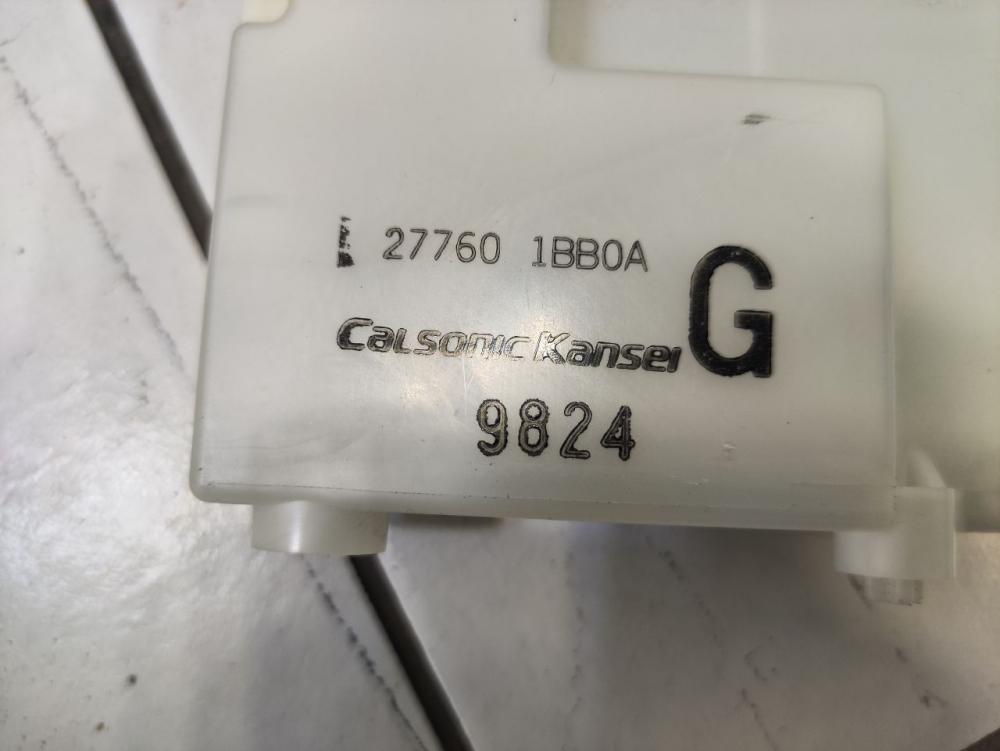 27760 1BB0A
G
CALSONIC KANSEI
9824